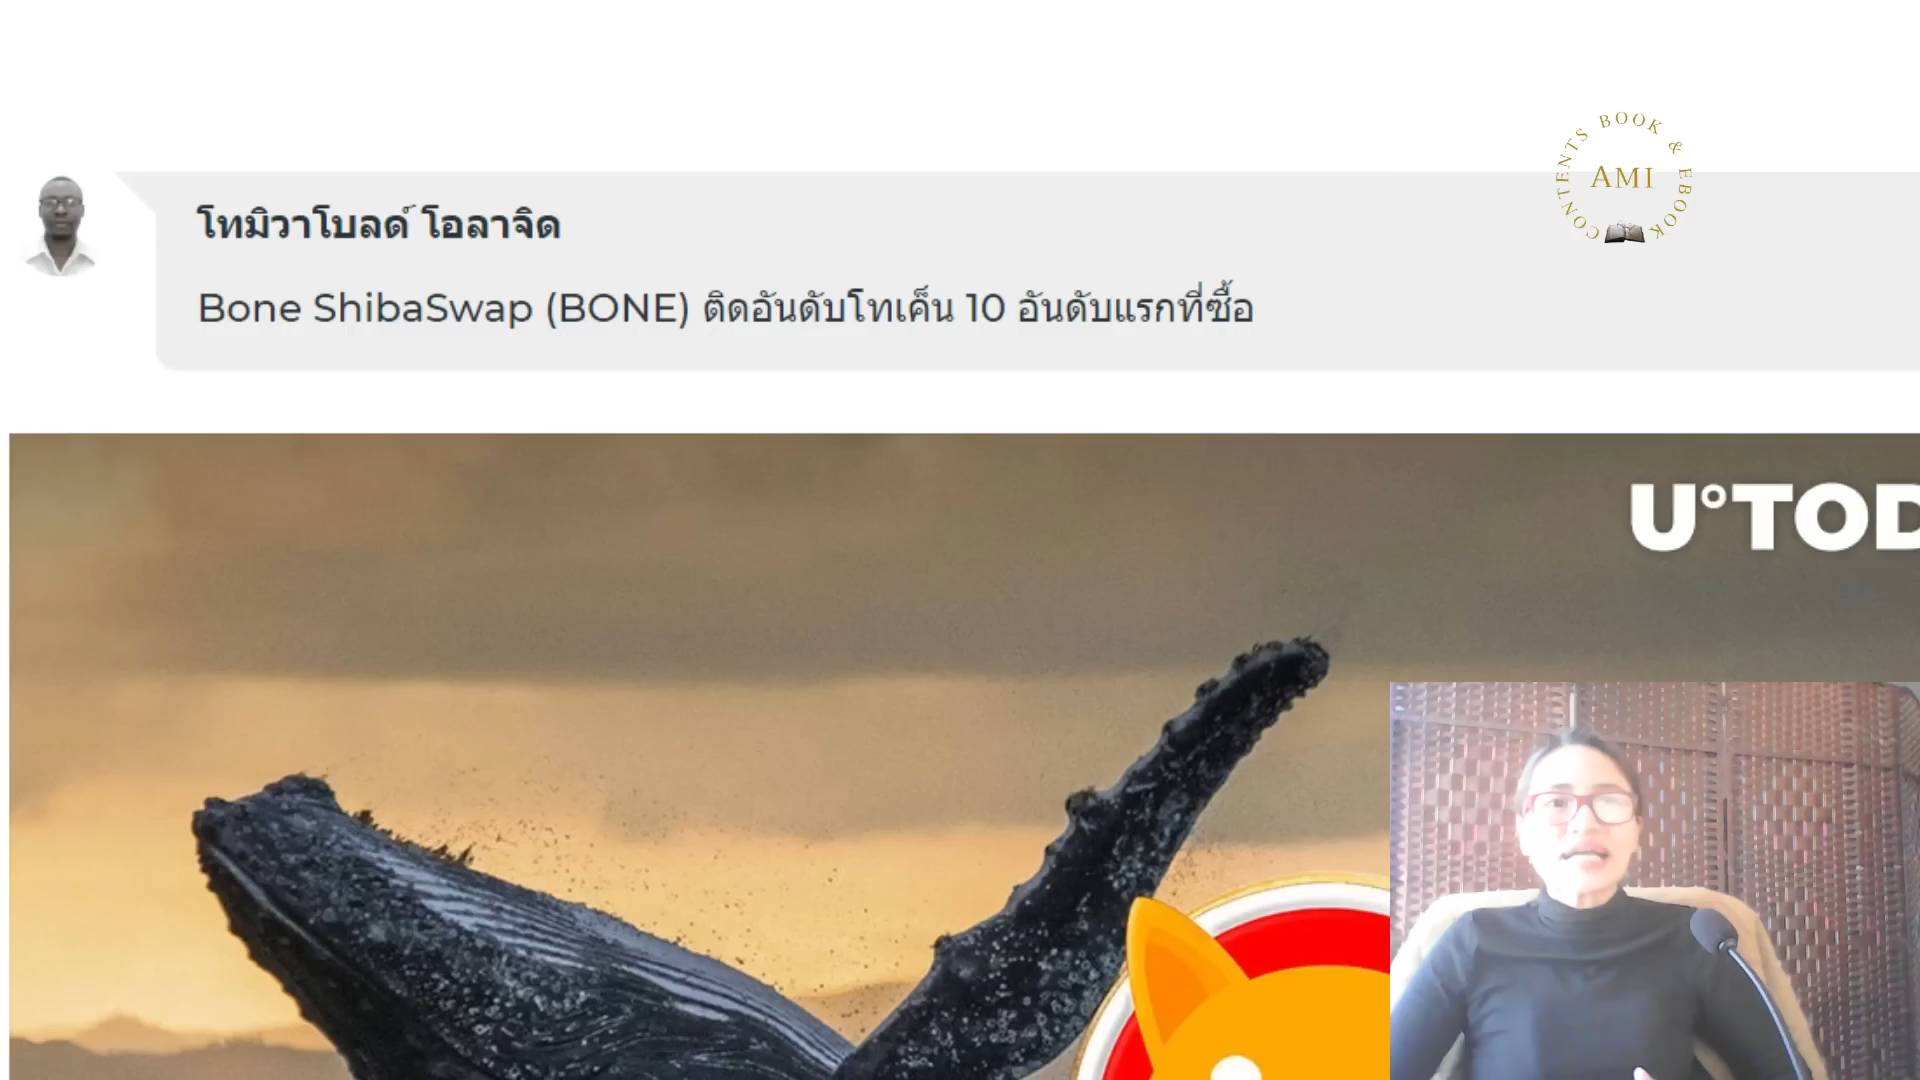 CONTENTS BOOK & EBOOK
AMI
โทมิวาโบลด์ โอลาจิด
Bone ShibaSwap (BONE) ติดอันดับโทเค็น 10 อันดับแรกที่ซื้อ
U°TOD